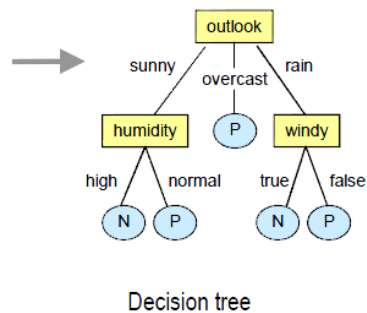 outlook
sunny
overcast
rain
humidity
P
windy
high
normal
true
false
N
P
N
P
Decision tree